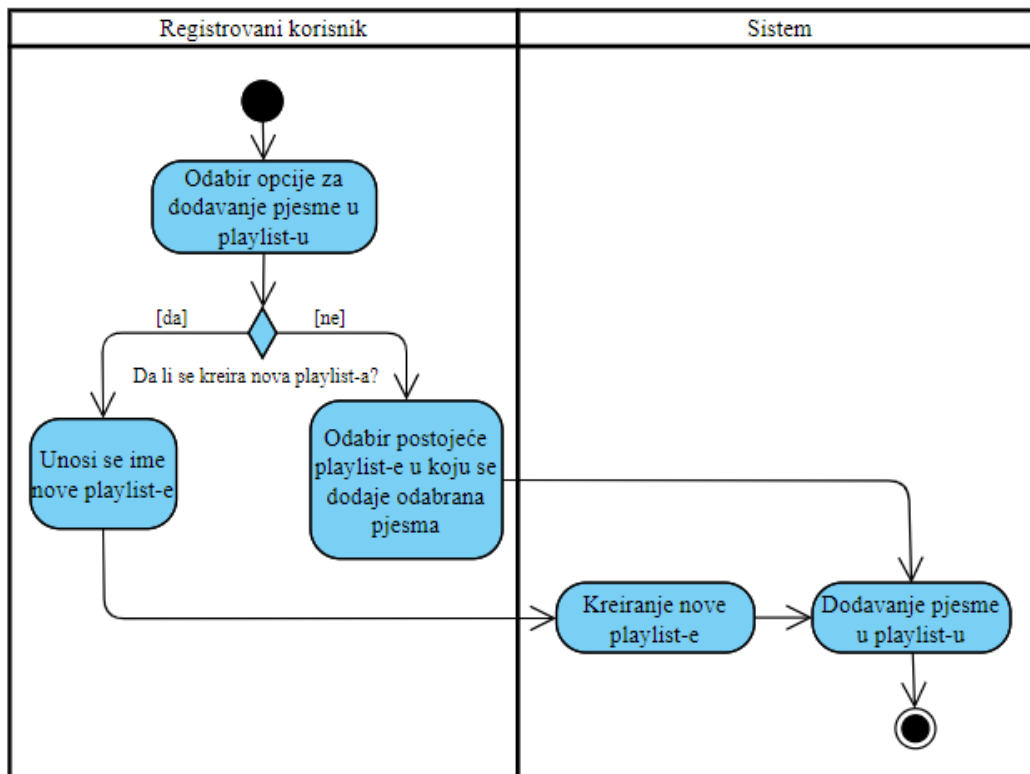 Registrovani korisnik
Sistem
Odabir opcije za
dodavanje pjesme u
playlist-u
[da]
[ne]
Da li se kreira nova playlist-a?
Unosi se ime
nove playlist-e
Odabir postojeće
playlist-e u koju se
dodaje odabrana
pjesma
Kreiranje nove
playlist-e
Dodavanje pjesme
u playlist-u